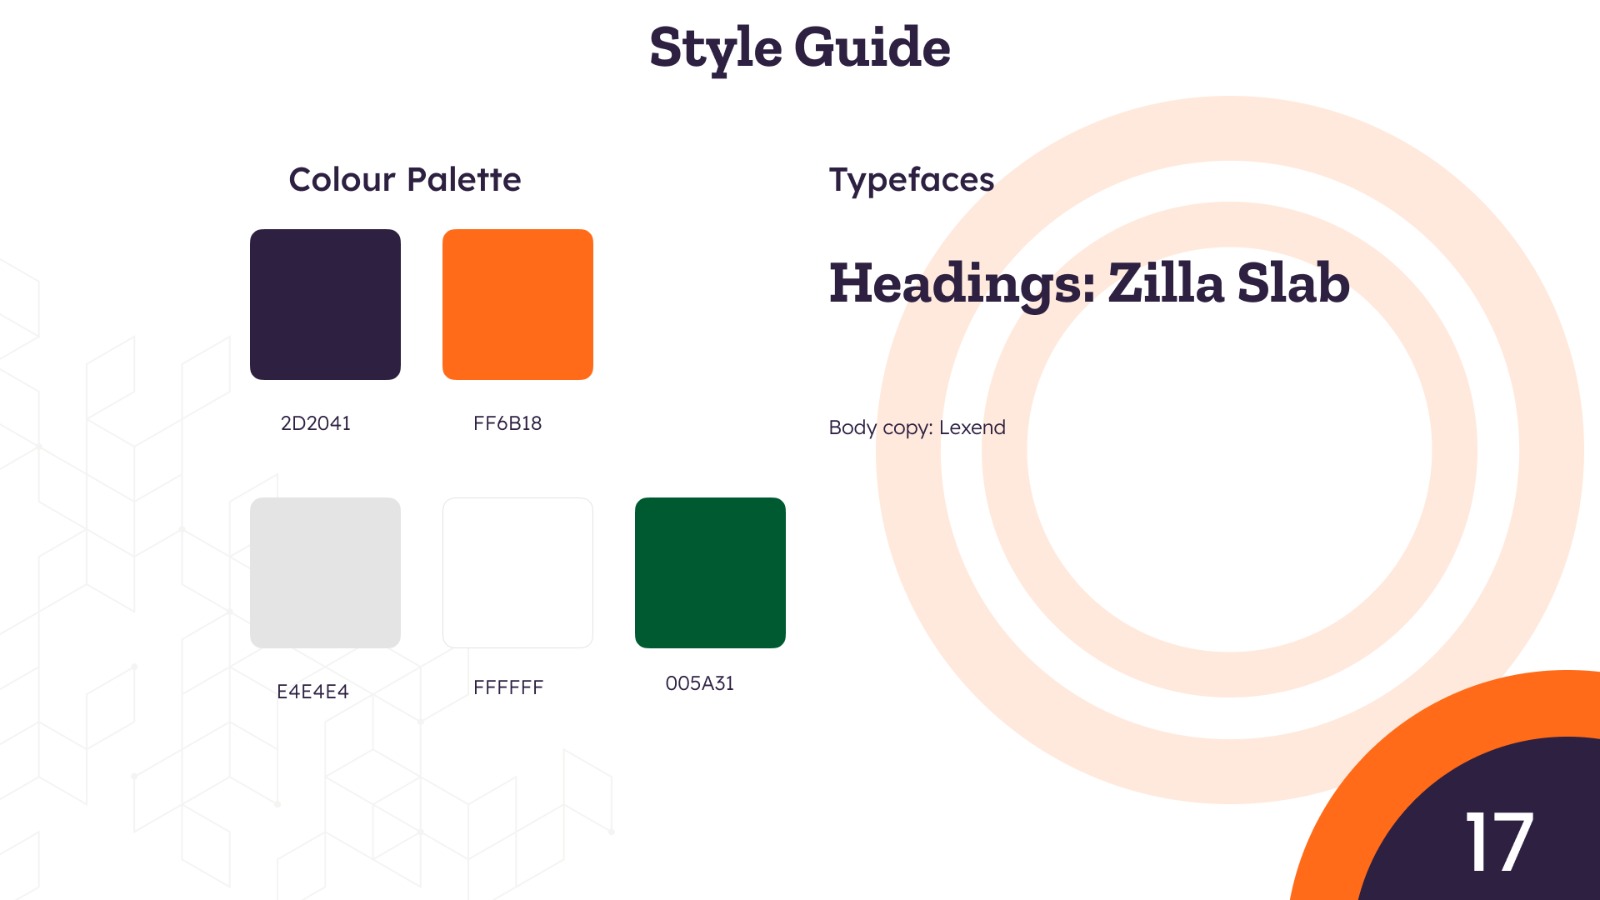 Style Guide
Colour Palette
2D2041
FF6B18
E4E4E4
FFFFFF
005A31
Typefaces
Headings: Zilla Slab
Body copy: Lexend
17